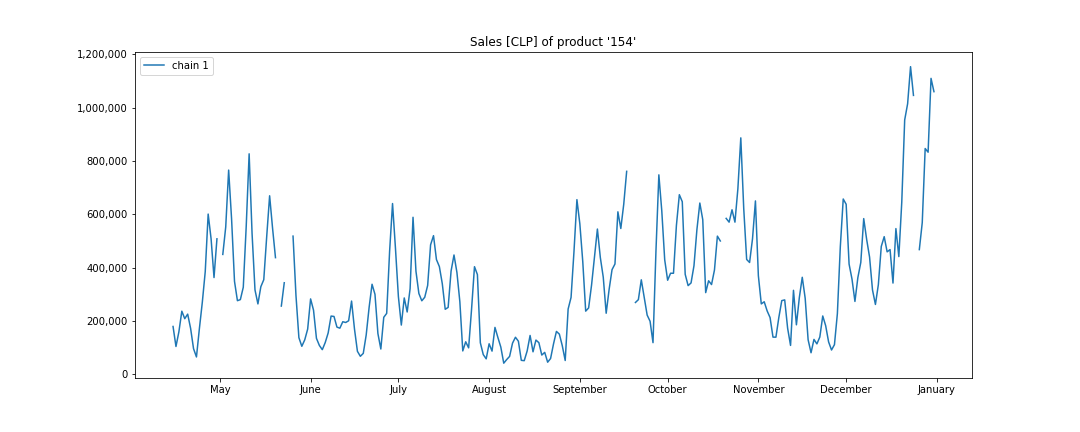 Sales [CLP] of product '154'
chain 1
1,200,000
1,000,000
800,000
600,000
400,000
200,000
0
May June July August September October November December January